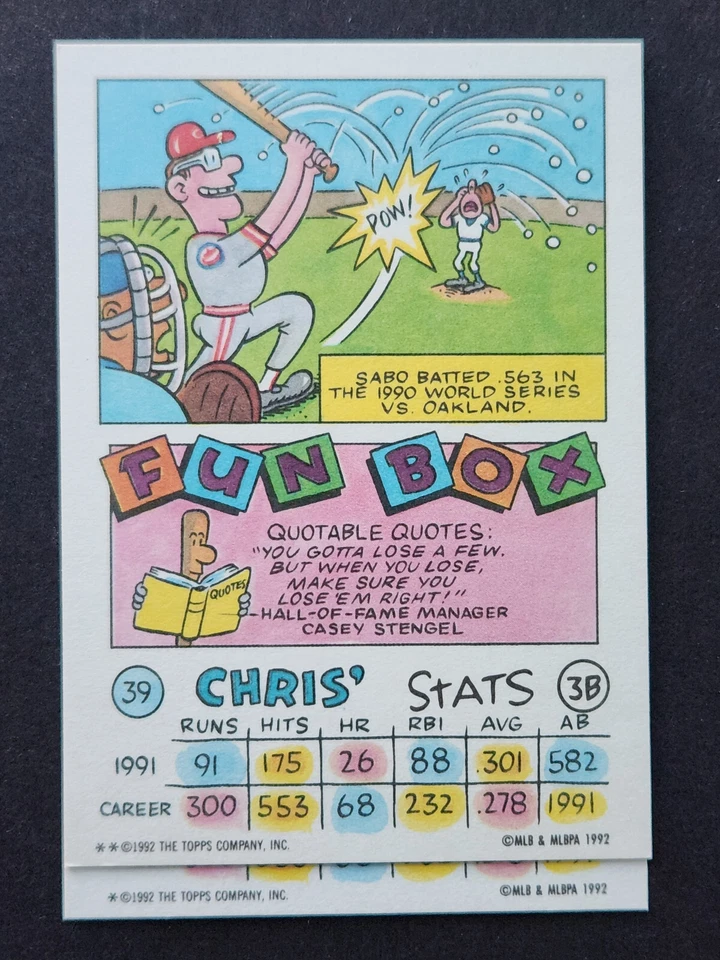 POW!
SABO BATTED .563 IN
THE 1990 WORLD SERIES
VS. OAKLAND.
FUN BOX
QUOTABLE QUOTES:
"YOU GOTTA LOSE A FEW.
BUT WHEN YOU LOSE,
MAKE SURE YOU
LOSE 'EM RIGHT!"
-HALL-OF-FAME MANAGER
CASEY STENGEL
QUOTES
39 CHRIS' STATS 3B
RUNS HITS HR RBI AVG AB
1991 91 175 26 88 .301 582
CAREER 300 553 68 232 .278 1991
**©1992 THE TOPPS COMPANY, INC. ©MLB & MLBPA 1992
*©1992 THE TOPPS COMPANY, INC. ©MLB & MLBPA 1992